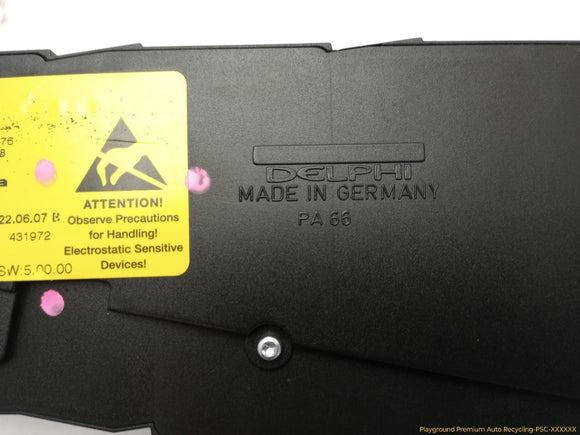 76
8
a
22.06.07
431972
SW:5.00.00
ATTENTION!
Observe Precautions
for Handling!
Electrostatic Sensitive
Devices!
DELPHI
MADE IN GERMANY
PA 66
Playground Premium Auto Recycling-PSC-XXXXXX